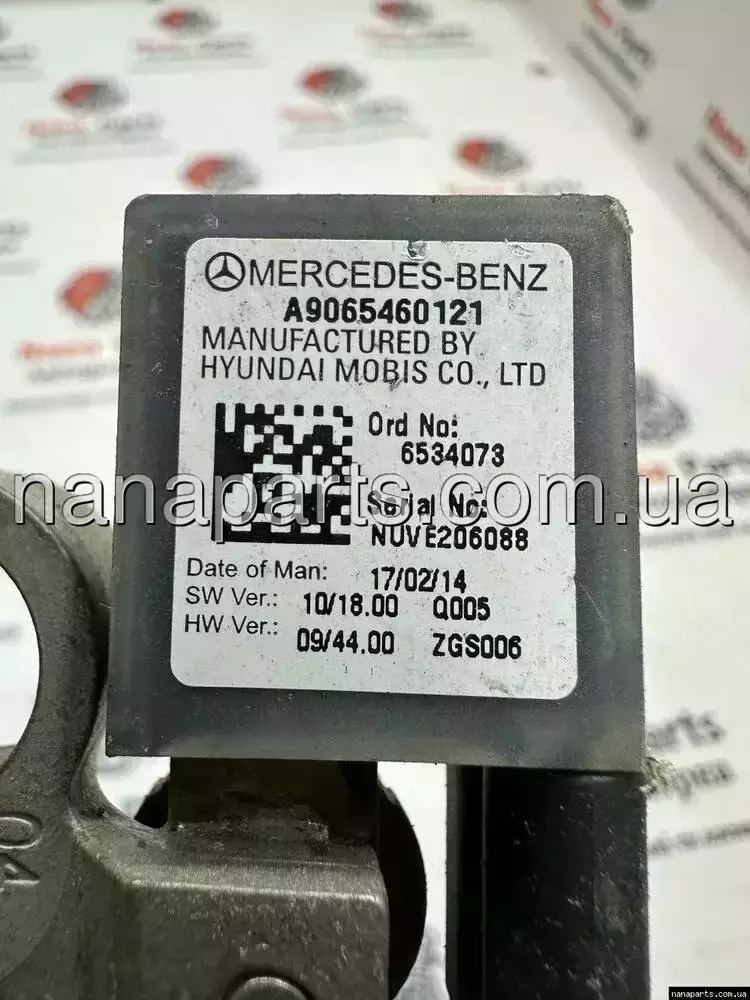 MERCEDES-BENZ
A9065460121
MANUFACTURED BY
HYUNDAI MOBIS CO., LTD
Ord No:
6534073
nanaparts.com.ua
Serial No:
NUVE206088
Date of Man: 17/02/14
SW Ver.: 10/18.00 Q005
HW Ver.: 09/44.00 ZGS006
04
nanaparts.com.ua